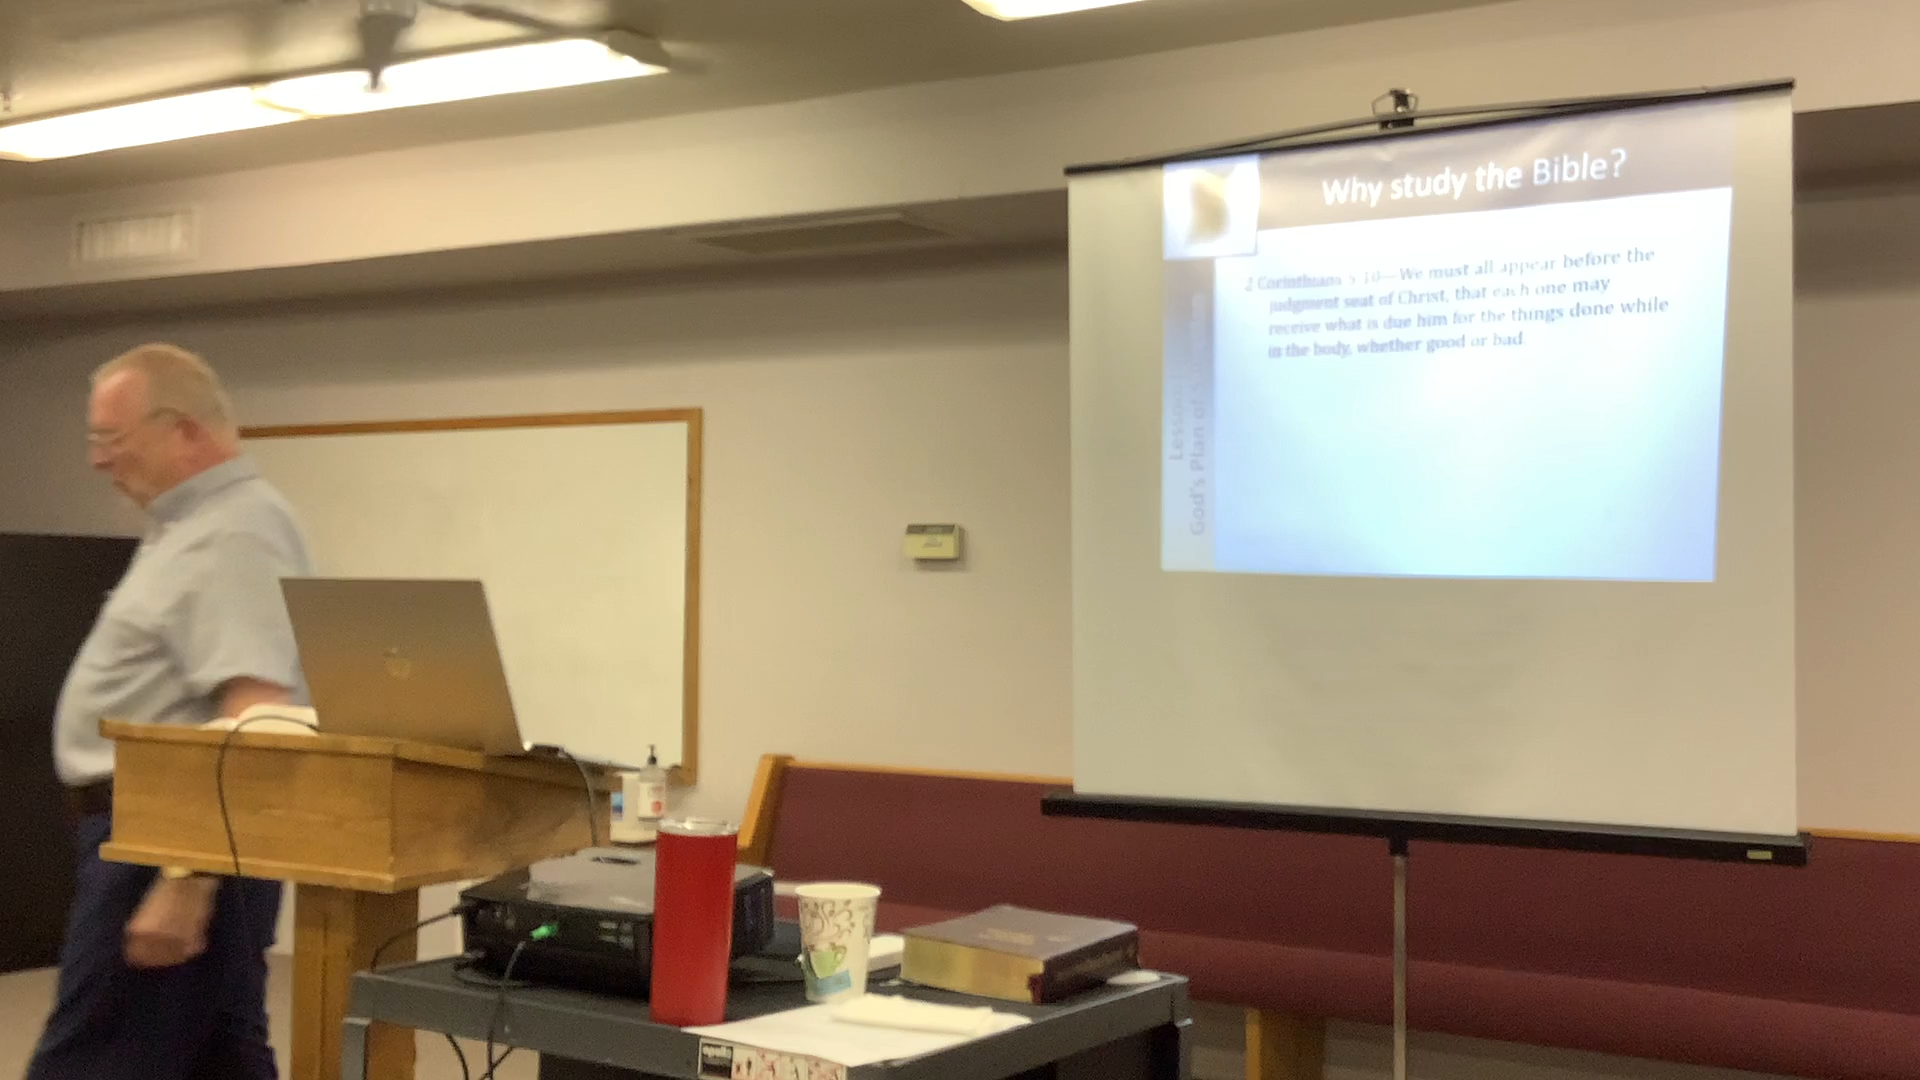 Why study the Bible?
2 Corinthians 5:10—We must all appear before the
judgment seat of Christ, that each one may
receive what is due him for the things done while
in the body, whether good or bad.
Lesson
God's Plan of
apollo